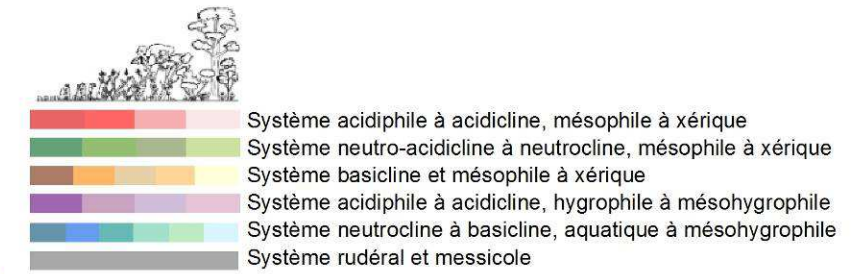 Système acidiphile à acidicline, mésophile à xérique
Système neutro-acidicline à neutrocline, mésophile à xérique
Système basicline et mésophile à xérique
Système acidiphile à acidicline, hygrophile à mésohygrophile
Système neutrocline à basicline, aquatique à mésohygrophile
Système rudéral et messicole